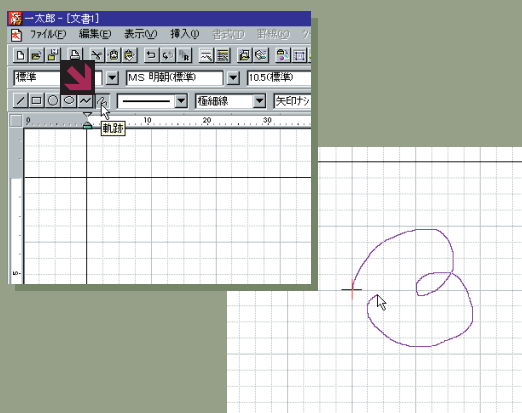 一太郎 - [文書1]
ファイル(F) 編集(E) 表示(V) 挿入(I) 書式(T) 罫線(K)
標準 MS 明朝(標準) 10.5(標準)
極細線 矢印ナシ
0 10 20 30
軌跡
5